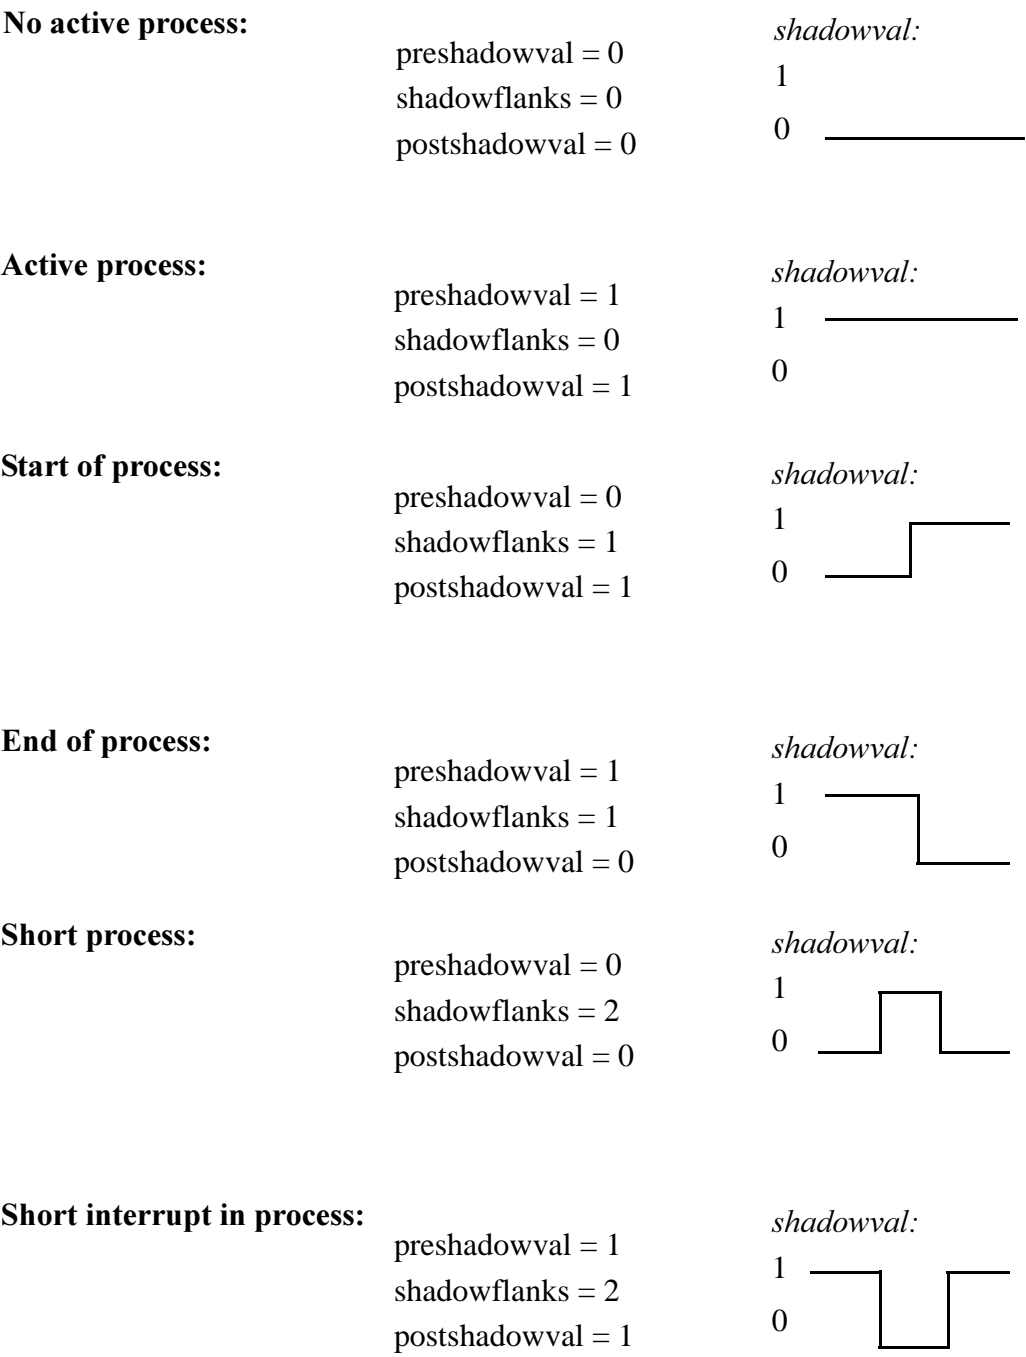 No active process:
preshadowval = 0
shadowflanks = 0
postshadowval = 0
shadowval:
1
0
Active process:
preshadowval = 1
shadowflanks = 0
postshadowval = 1
shadowval:
1
0
Start of process:
preshadowval = 0
shadowflanks = 1
postshadowval = 1
shadowval:
1
0
End of process:
preshadowval = 1
shadowflanks = 1
postshadowval = 0
shadowval:
1
0
Short process:
preshadowval = 0
shadowflanks = 2
postshadowval = 0
shadowval:
1
0
Short interrupt in process:
preshadowval = 1
shadowflanks = 2
postshadowval = 1
shadowval:
1
0